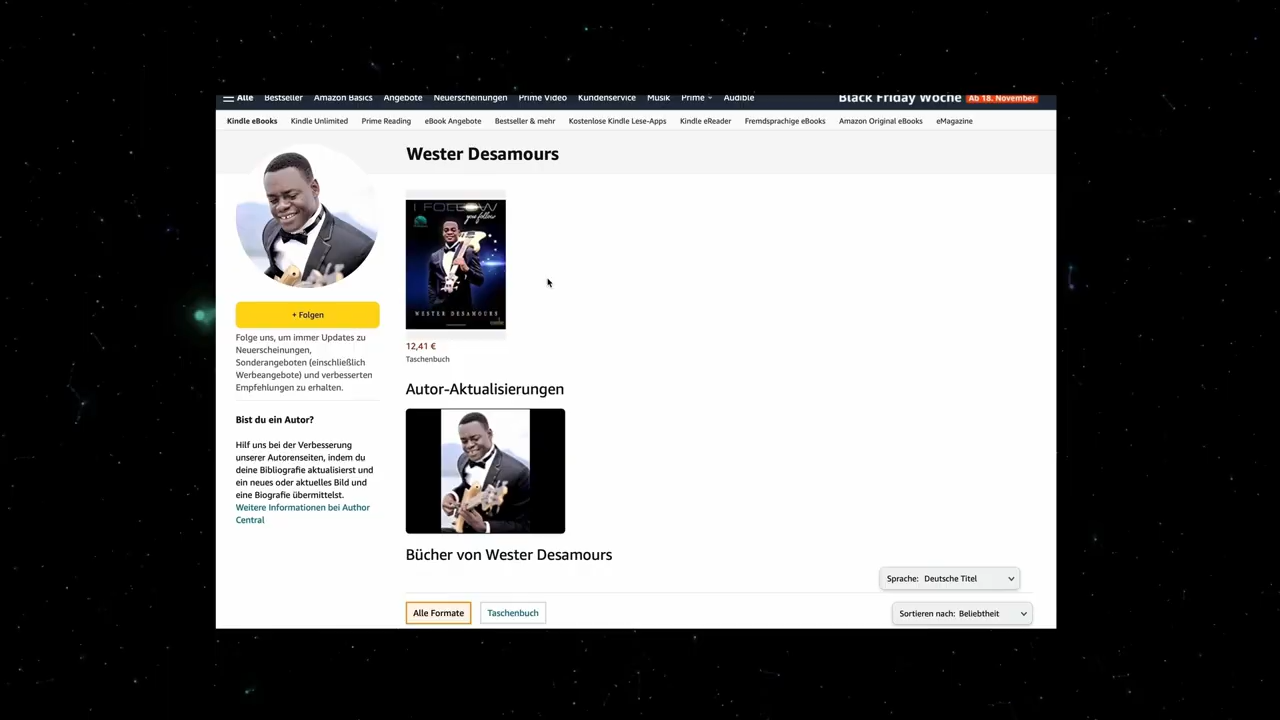 Alle Bestseller Amazon Basics Angebote Neuerscheinungen Prime Video Kundenservice Musik Prime Audible Black Friday Woche Ab 18. November
Kindle eBooks Kindle Unlimited Prime Reading eBook Angebote Bestseller & mehr Kostenlose Kindle Lese-Apps Kindle eReader Fremdsprachige eBooks Amazon Original eBooks eMagazine
Wester Desamours
I FOLLOW
you follow
WESTER DESAMOURS
12,41 €
Taschenbuch
+ Folgen
Folge uns, um immer Updates zu
Neuerscheinungen,
Sonderangeboten (einschließlich
Werbeangebote) und verbesserten
Empfehlungen zu erhalten.
Bist du ein Autor?
Hilf uns bei der Verbesserung
unserer Autorenseiten, indem du
deine Bibliografie aktualisierst und
ein neues oder aktuelles Bild und
eine Biografie übermittelst.
Weitere Informationen bei Author
Central
Autor-Aktualisierungen
Bücher von Wester Desamours
Sprache: Deutsche Titel
Alle Formate Taschenbuch Sortieren nach: Beliebtheit